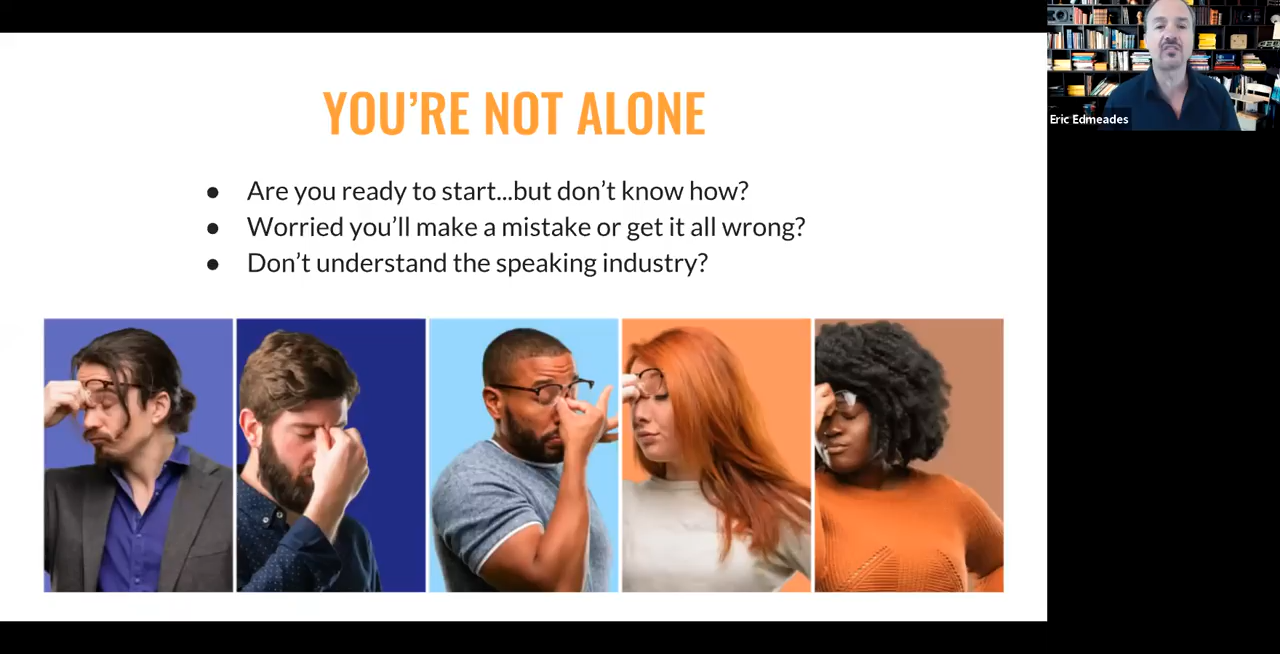 YOU’RE NOT ALONE
● Are you ready to start...but don’t know how?
● Worried you’ll make a mistake or get it all wrong?
● Don’t understand the speaking industry?
Eric Edmeades